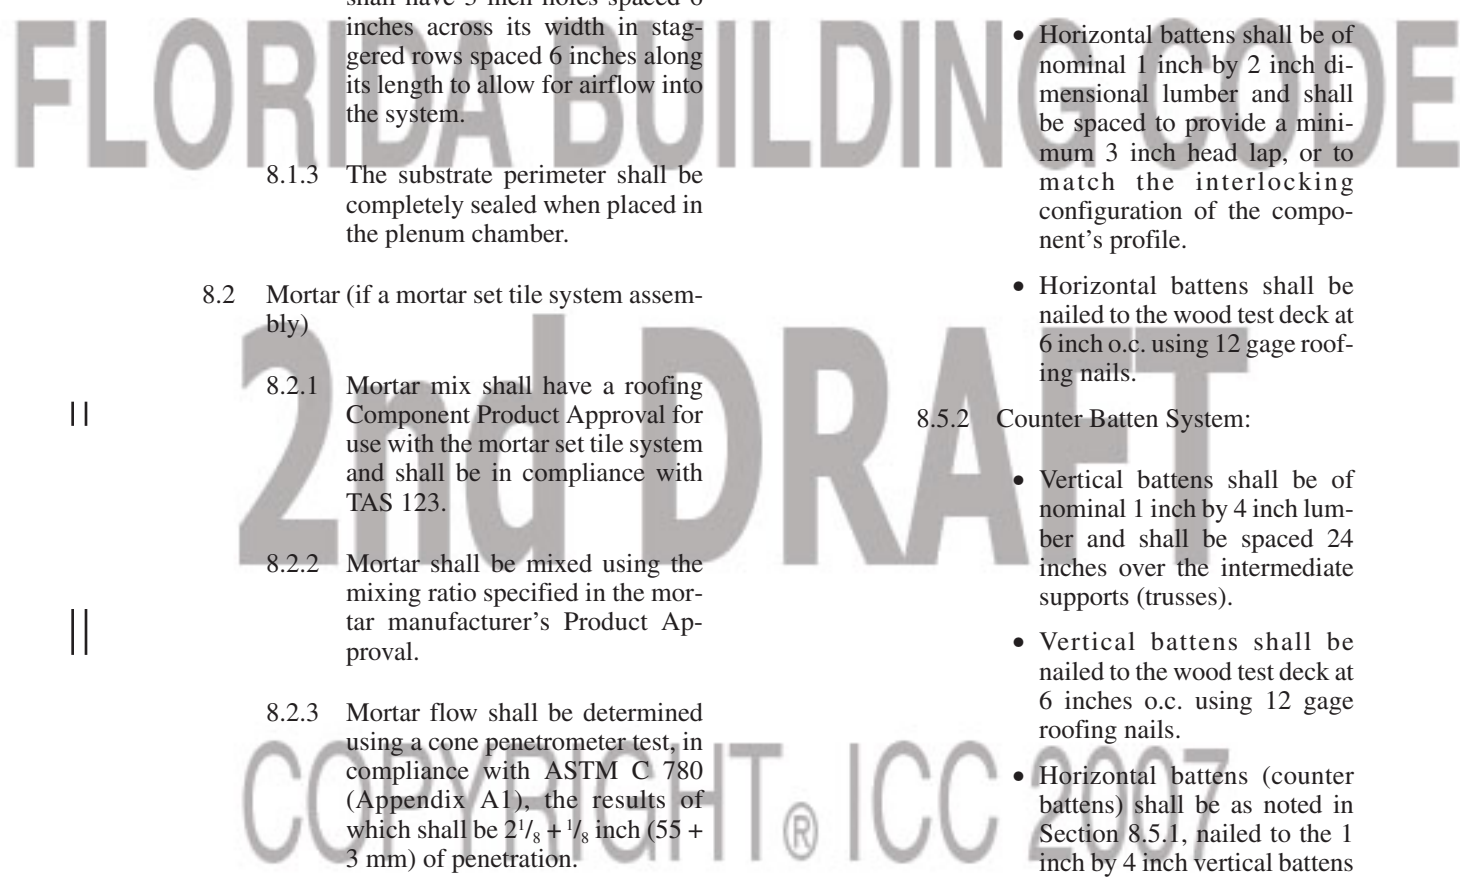 shall have 3 inch holes spaced 6
inches across its width in stag-
gered rows spaced 6 inches along
its length to allow for airflow into
the system.
8.1.3 The substrate perimeter shall be
completely sealed when placed in
the plenum chamber.
8.2 Mortar (if a mortar set tile system assem-
bly)
8.2.1 Mortar mix shall have a roofing
Component Product Approval for
use with the mortar set tile system
and shall be in compliance with
TAS 123.
8.2.2 Mortar shall be mixed using the
mixing ratio specified in the mor-
tar manufacturer's Product Ap-
proval.
8.2.3 Mortar flow shall be determined
using a cone penetrometer test, in
compliance with ASTM C 780
(Appendix A1), the results of
which shall be 2 1/8 + 1/8 inch (55 +
3 mm) of penetration.
• Horizontal battens shall be of
nominal 1 inch by 2 inch di-
mensional lumber and shall
be spaced to provide a mini-
mum 3 inch head lap, or to
match the interlocking
configuration of the compo-
nent's profile.
• Horizontal battens shall be
nailed to the wood test deck at
6 inch o.c. using 12 gage roof-
ing nails.
8.5.2 Counter Batten System:
• Vertical battens shall be of
nominal 1 inch by 4 inch lum-
ber and shall be spaced 24
inches over the intermediate
supports (trusses).
• Vertical battens shall be
nailed to the wood test deck at
6 inches o.c. using 12 gage
roofing nails.
• Horizontal battens (counter
battens) shall be as noted in
Section 8.5.1, nailed to the 1
inch by 4 inch vertical battens
FLORIDA BUILDING CODE
2nd DRAFT
COPYRIGHT® ICC 2007